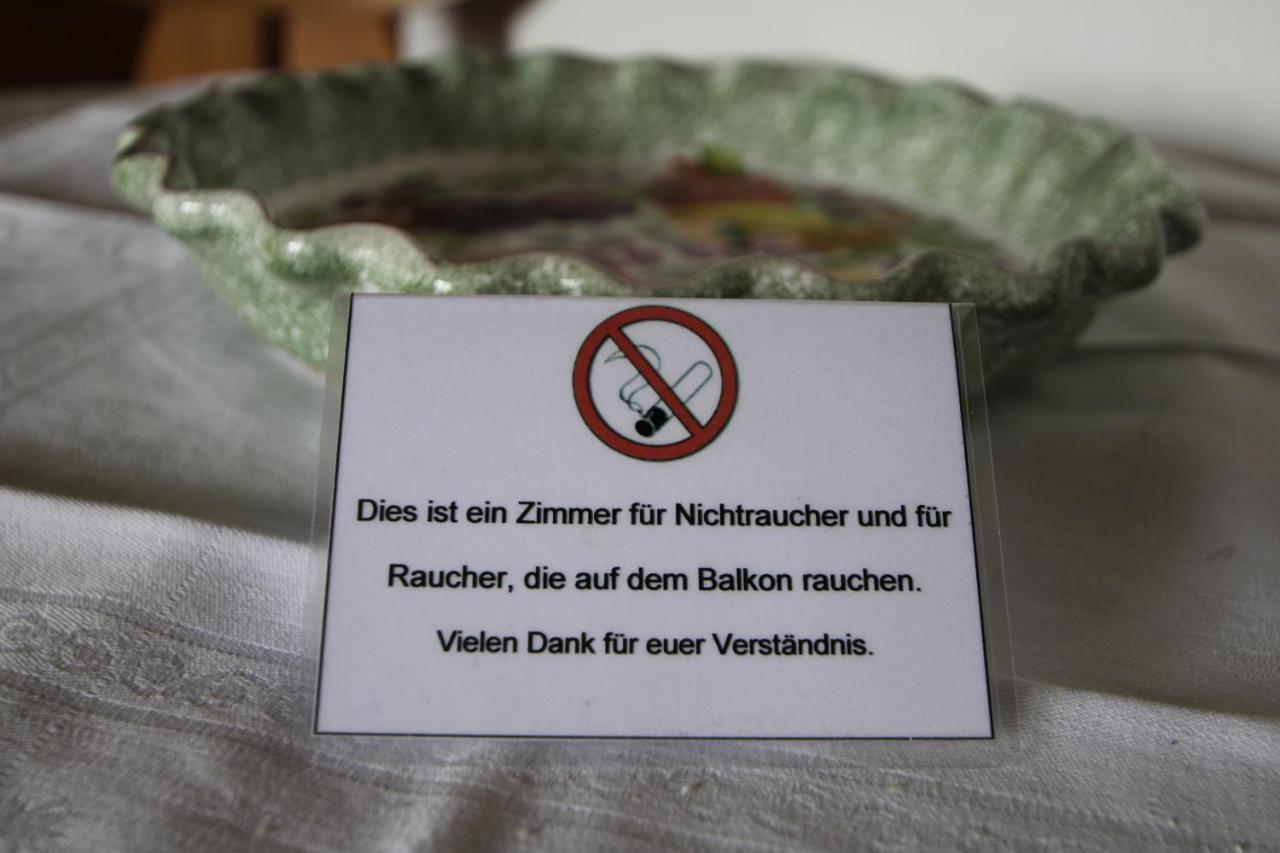 Dies ist ein Zimmer für Nichtraucher und für
Raucher, die auf dem Balkon rauchen.
Vielen Dank für euer Verständnis.